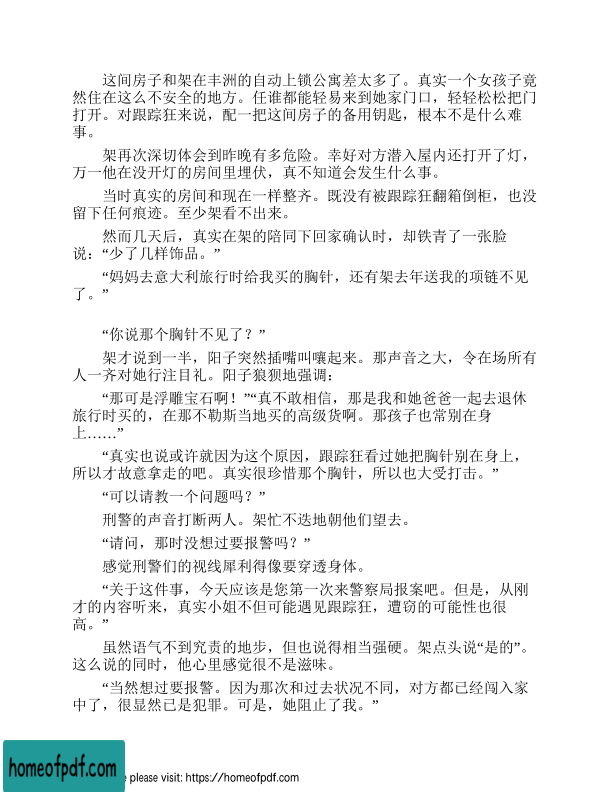 这间房子和架在丰洲的自动上锁公寓差太多了。真实一个女孩子竟
然住在这么不安全的地方。任谁都能轻易来到她家门口，轻轻松松把门
打开。对跟踪狂来说，配一把这间房子的备用钥匙，根本不是什么难
事。
架再次深切体会到昨晚有多危险。幸好对方潜入屋内还打开了灯，
万一他在没开灯的房间里埋伏，真不知道会发生什么事。
当时真实的房间和现在一样整齐。既没有被跟踪狂翻箱倒柜，也没
留下任何痕迹。至少架看不出来。
然而几天后，真实在架的陪同下回家确认时，却铁青了一张脸
说：“少了几样饰品。”
“妈妈去意大利旅行时给我买的胸针，还有架去年送我的项链不见
了。”
“你说那个胸针不见了？”
架才说到一半，阳子突然插嘴叫嚷起来。那声音之大，令在场所有
人一齐对她行注目礼。阳子狼狈地强调：
“那可是浮雕宝石啊！”“真不敢相信，那是我和她爸爸一起去退休
旅行时买的，在那不勒斯当地买的高级货啊。那孩子也常别在身
上……”
“真实也说或许就因为这个原因，跟踪狂看过她把胸针别在身上，
所以才故意拿走的吧。真实很珍惜那个胸针，所以也大受打击。”
“可以请教一个问题吗？”
刑警的声音打断两人。架忙不迭地朝他们望去。
“请问，那时没想过要报警吗？”
感觉刑警们的视线犀利得像要穿透身体。
“关于这件事，今天应该是您第一次来警察局报案吧。但是，从刚
才的内容听来，真实小姐不但可能遇见跟踪狂，遭窃的可能性也很
高。”
虽然语气不到究责的地步，但也说得相当强硬。架点头说“是的”。
这么说的同时，他心里感觉很不是滋味。
“当然想过要报警。因为那次和过去状况不同，对方都已经闯入家
中了，很显然已是犯罪。可是，她阻止了我。”
homeofpdf.com
e please visit: https://homeofpdf.com